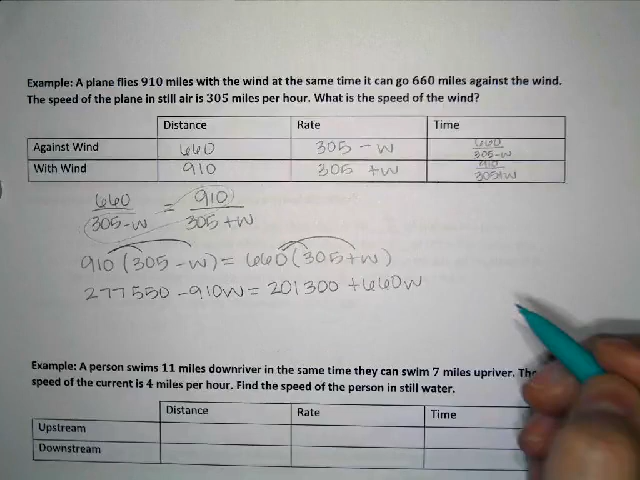 Example: A plane flies 910 miles with the wind at the same time it can go 660 miles against the wind.
The speed of the plane in still air is 305 miles per hour. What is the speed of the wind?
Distance Rate Time
Against Wind 660 305 - W 660/305-W
With Wind 910 305 + W 910/305+W
660/305-W = 910/305+W
910(305-W) = 660(305+W)
277550 - 910W = 201300 + 660W
Example: A person swims 11 miles downriver in the same time they can swim 7 miles upriver.
speed of the current is 4 miles per hour. Find the speed of the person in still water.
Distance Rate Time
Upstream
Downstream